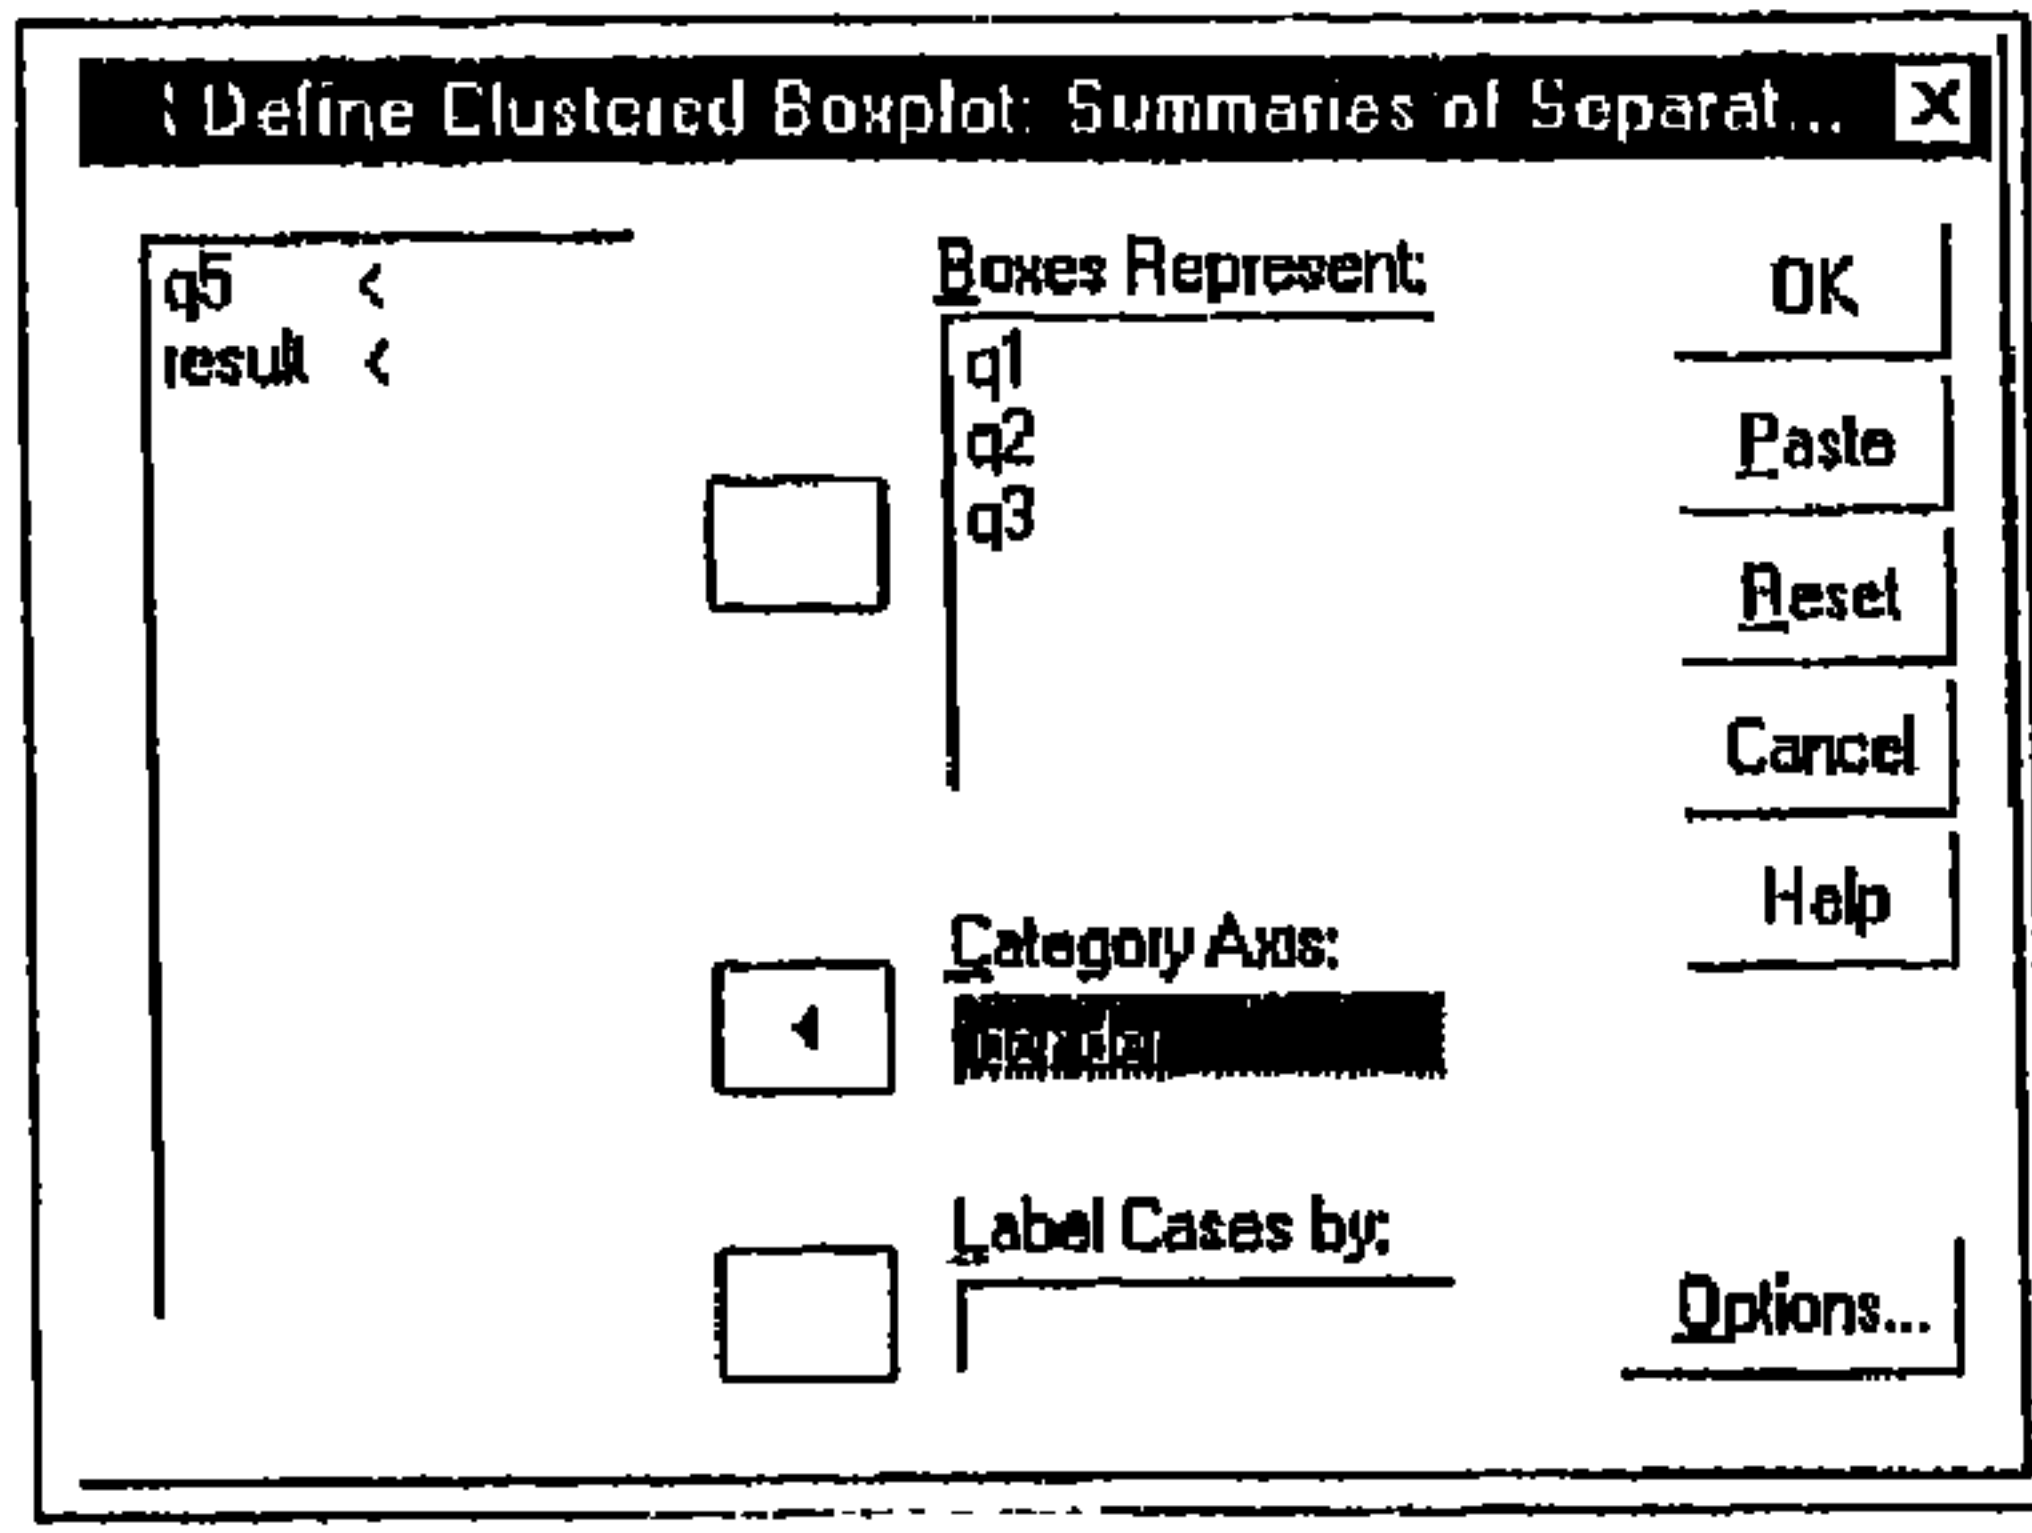 Define Clustered Boxplot: Summaries of Separat...
q5 <
result <
Boxes Represent:
q1
q2
q3
OK
Paste
Reset
Cancel
Help
Category Axis:
Label Cases by:
Options...